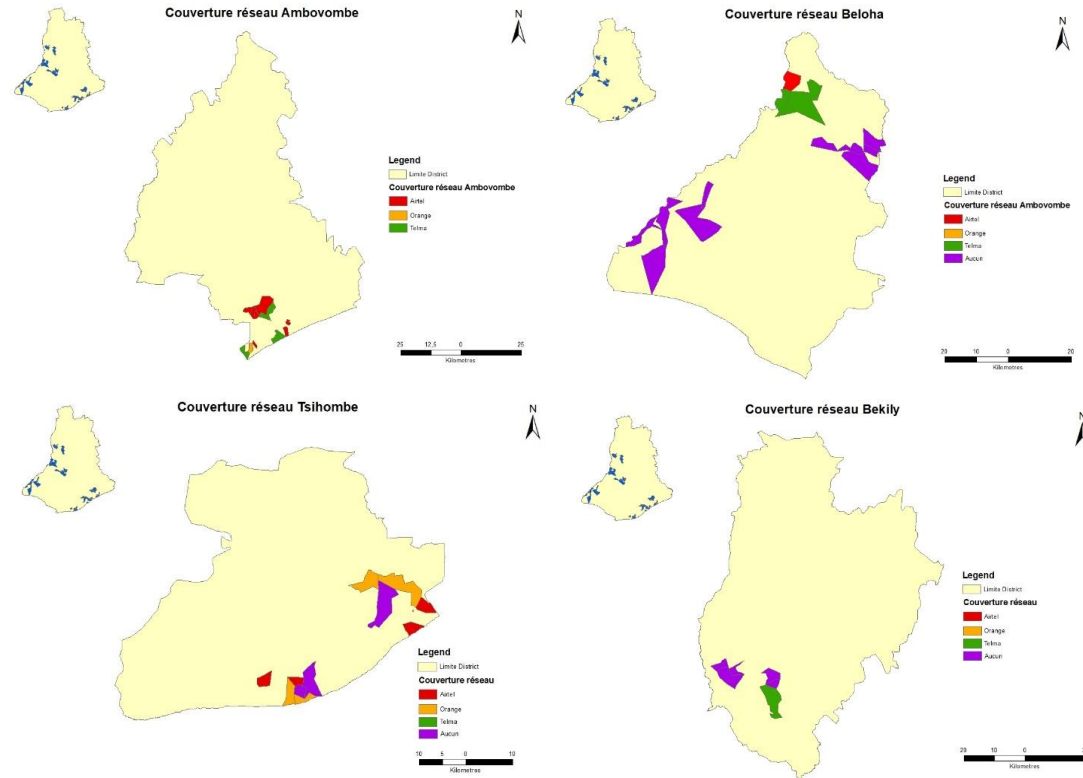 Couverture réseau Ambovombe
N
Legend
Limite District
Couverture réseau Ambovombe
Airtel
Orange
Telma
25 12,5 0 25
Kilometres
Couverture réseau Beloha
N
Legend
Limite District
Couverture réseau Ambovombe
Airtel
Orange
Telma
Aucun
20 10 0 20
Kilometres
Couverture réseau Tsihombe
N
Legend
Limite District
Couverture réseau
Airtel
Orange
Telma
Aucun
10 5 0 10
Kilometres
Couverture réseau Bekily
N
Legend
Limite District
Couverture réseau
Airtel
Orange
Telma
Aucun
20 10 0
Kilometres